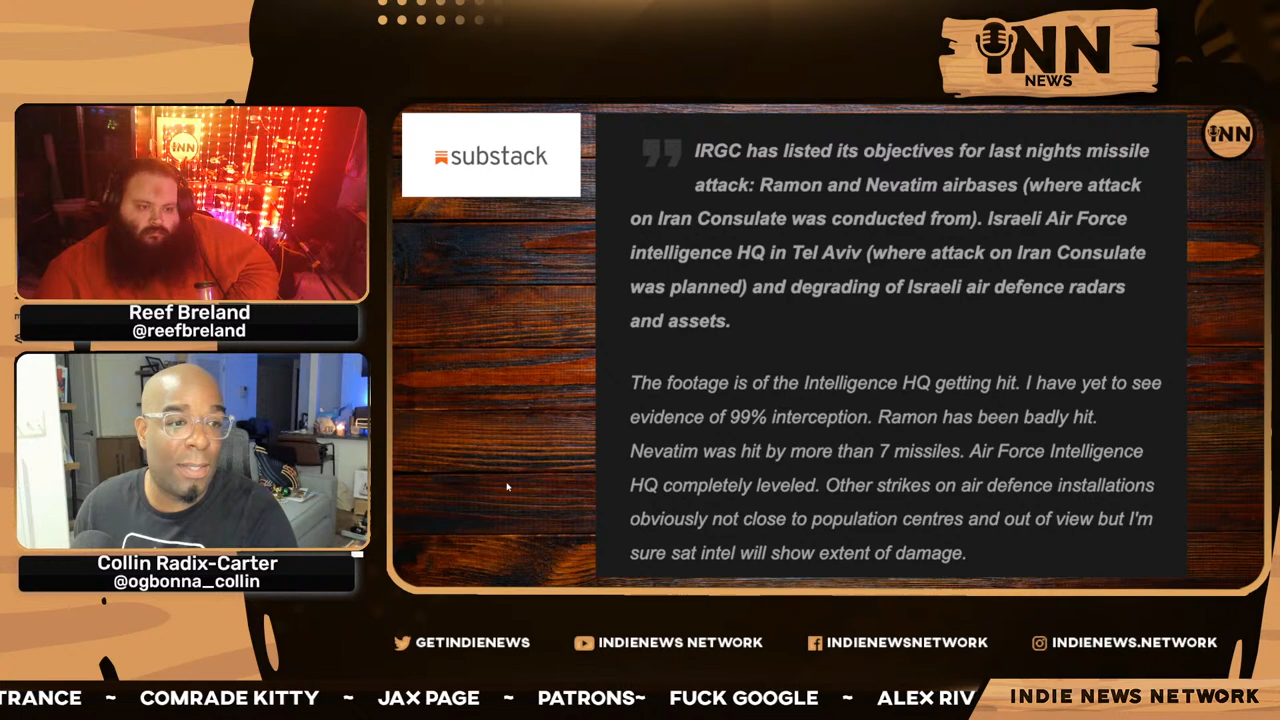 INN
NEWS
INN
substack
IRGC has listed its objectives for last nights missile
attack: Ramon and Nevatim airbases (where attack
on Iran Consulate was conducted from). Israeli Air Force
intelligence HQ in Tel Aviv (where attack on Iran Consulate
was planned) and degrading of Israeli air defence radars
and assets.
The footage is of the Intelligence HQ getting hit. I have yet to see
evidence of 99% interception. Ramon has been badly hit.
Nevatim was hit by more than 7 missiles. Air Force Intelligence
HQ completely leveled. Other strikes on air defence installations
obviously not close to population centres and out of view but I'm
sure sat intel will show extent of damage.
INN
Reef Breland
@reefbreland
Collin Radix-Carter
@ogbonna_collin
GETINDIENEWS
INDIENEWS NETWORK
INDIENEWSNETWORK
INDIENEWS.NETWORK
TRANCE ~ COMRADE KITTY ~ JAX PAGE ~ PATRONS~ FUCK GOOGLE ~ ALEX RIV
INDIE NEWS NETWORK